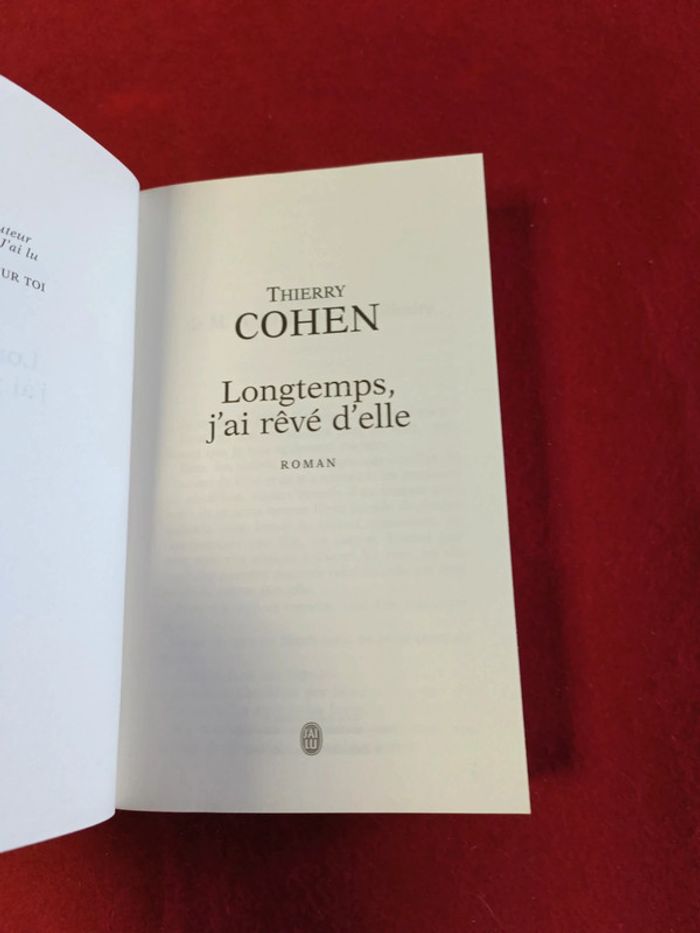 uteur
J'ai lu
UR TOI
THIERRY
COHEN
Longtemps,
j'ai rêvé d'elle
ROMAN
J'AI
LU